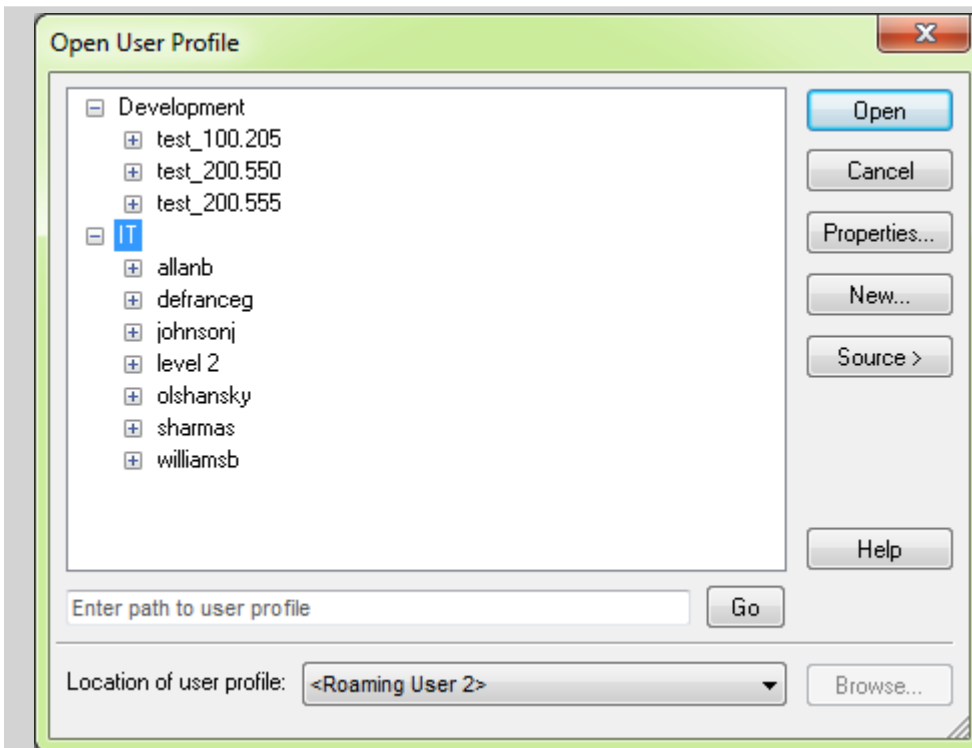 Open User Profile
Development
test_100.205
test_200.550
test_200.555
IT
allanb
defranceg
johnsonj
level 2
olshansky
sharmas
williamsb
Open
Cancel
Properties...
New...
Source >
Help
Enter path to user profile
Go
Location of user profile:
<Roaming User 2>
Browse...